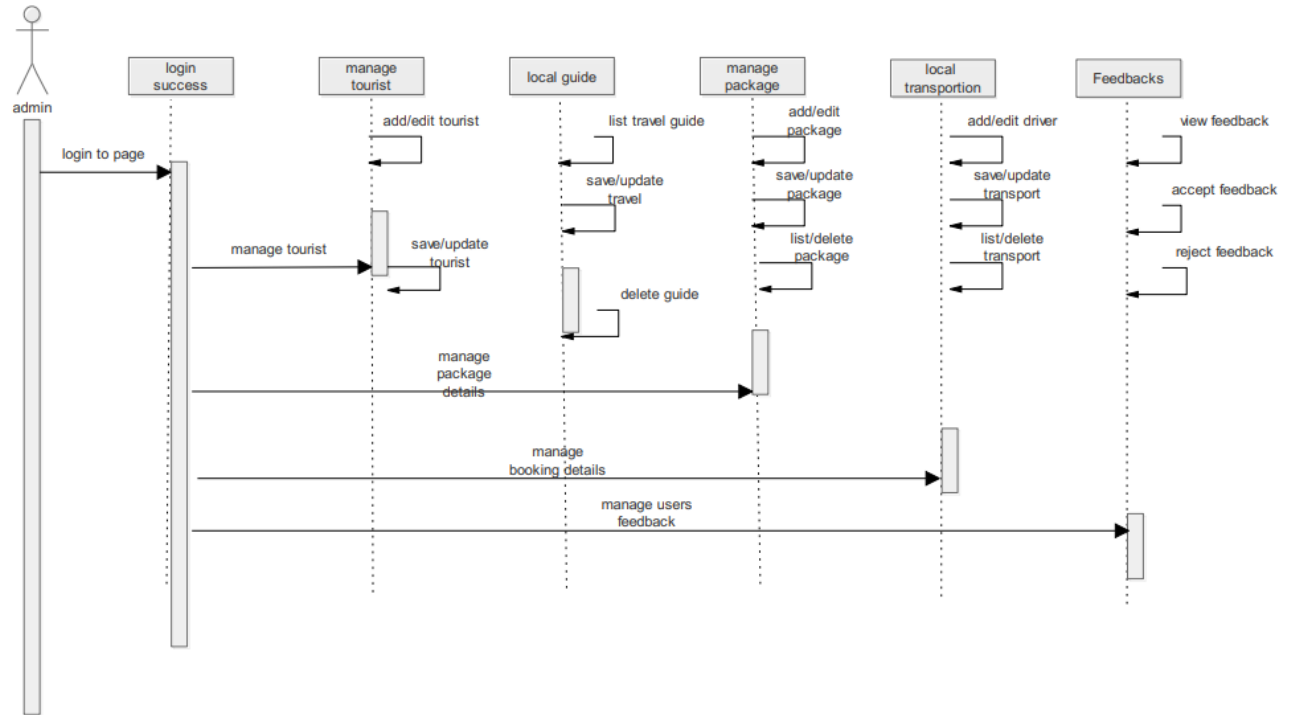 login
success
manage
tourist
local guide
manage
package
local
transportion
Feedbacks
admin
add/edit tourist
list travel guide
add/edit
package
add/edit driver
view feedback
login to page
save/update
travel
save/update
package
save/update
transport
accept feedback
manage tourist
save/update
tourist
list/delete
package
list/delete
transport
reject feedback
delete guide
manage
package
details
manage
booking details
manage users
feedback